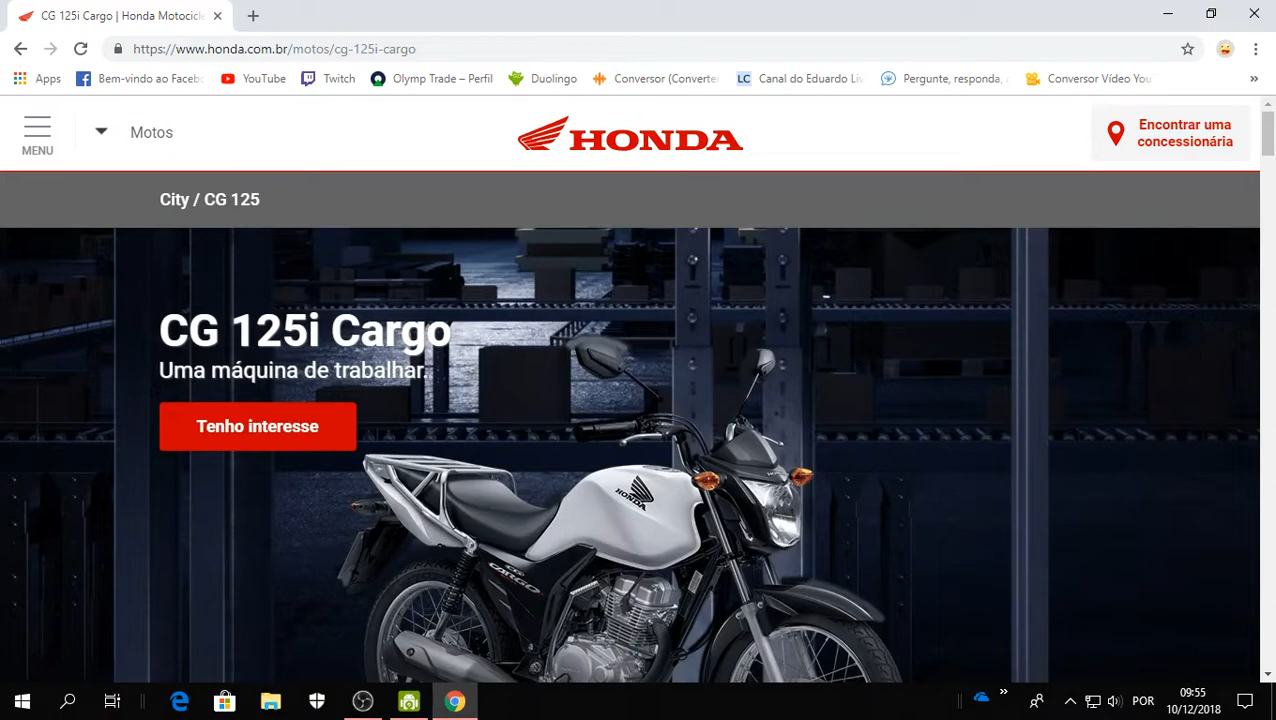 CG 125i Cargo | Honda Motocicle
https://www.honda.com.br/motos/cg-125i-cargo
Apps Bem-vindo ao Facebo YouTube Twitch Olymp Trade – Perfil Duolingo Conversor (Converte Canal do Eduardo Liv Pergunte, responda, Conversor Vídeo You
MENU Motos HONDA Encontrar uma
concessionária
City / CG 125
CG 125i Cargo
Uma máquina de trabalhar.
Tenho interesse
HONDA
CG
CARGO
POR 09:55
10/12/2018